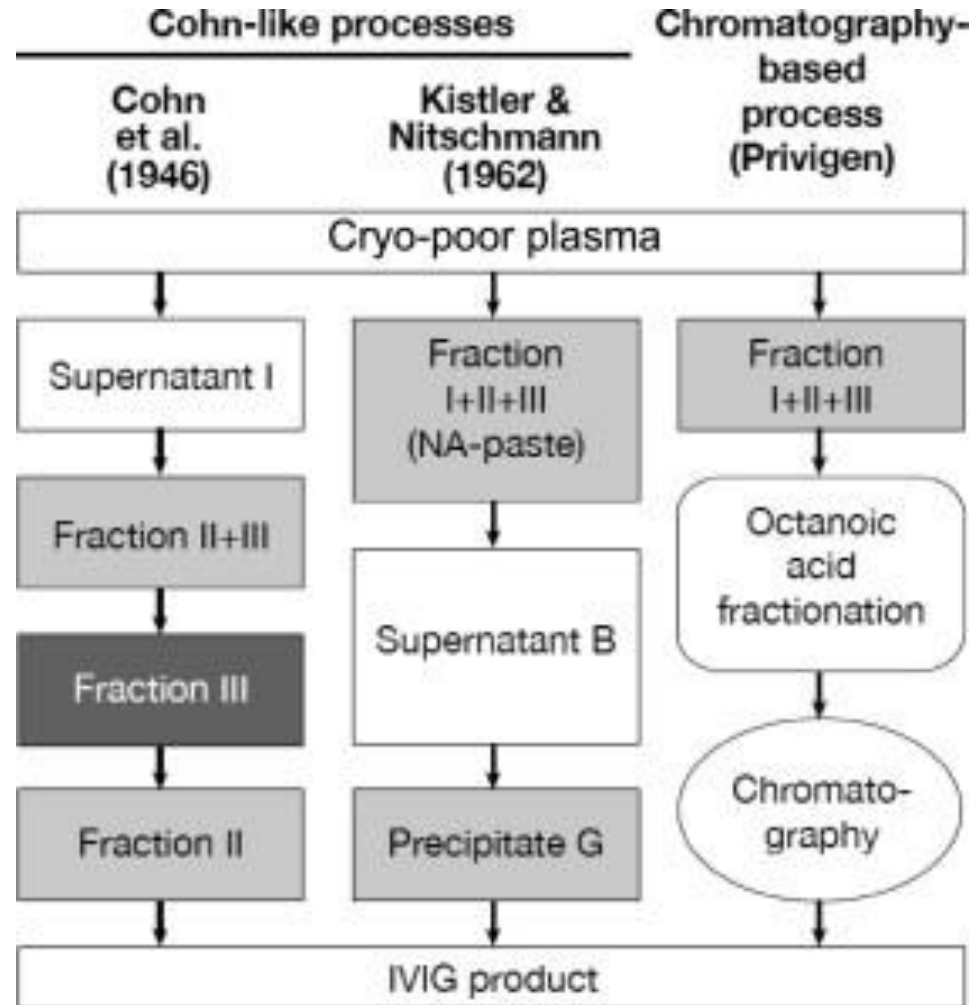 Cohn-like processes
Chromatography-
based
process
(Privigen)
Cohn
et al.
(1946)
Kistler &
Nitschmann
(1962)
Cryo-poor plasma
Supernatant I
Fraction II+III
Fraction III
Fraction II
Fraction
I+II+III
(NA-paste)
Supernatant B
Precipitate G
Fraction
I+II+III
Octanoic
acid
fractionation
Chromato-
graphy
IVIG product